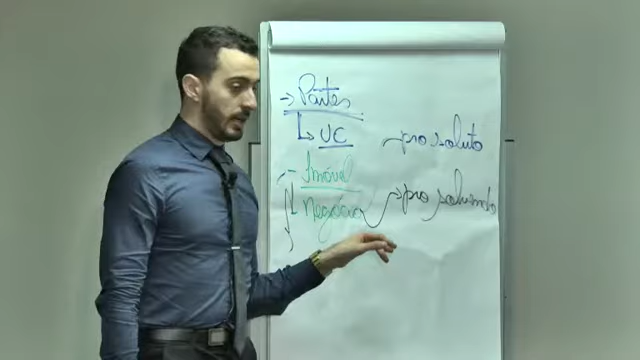 → Partes
↳ UC
pro soluto
- Imóvel
Negócio
pro solvendo